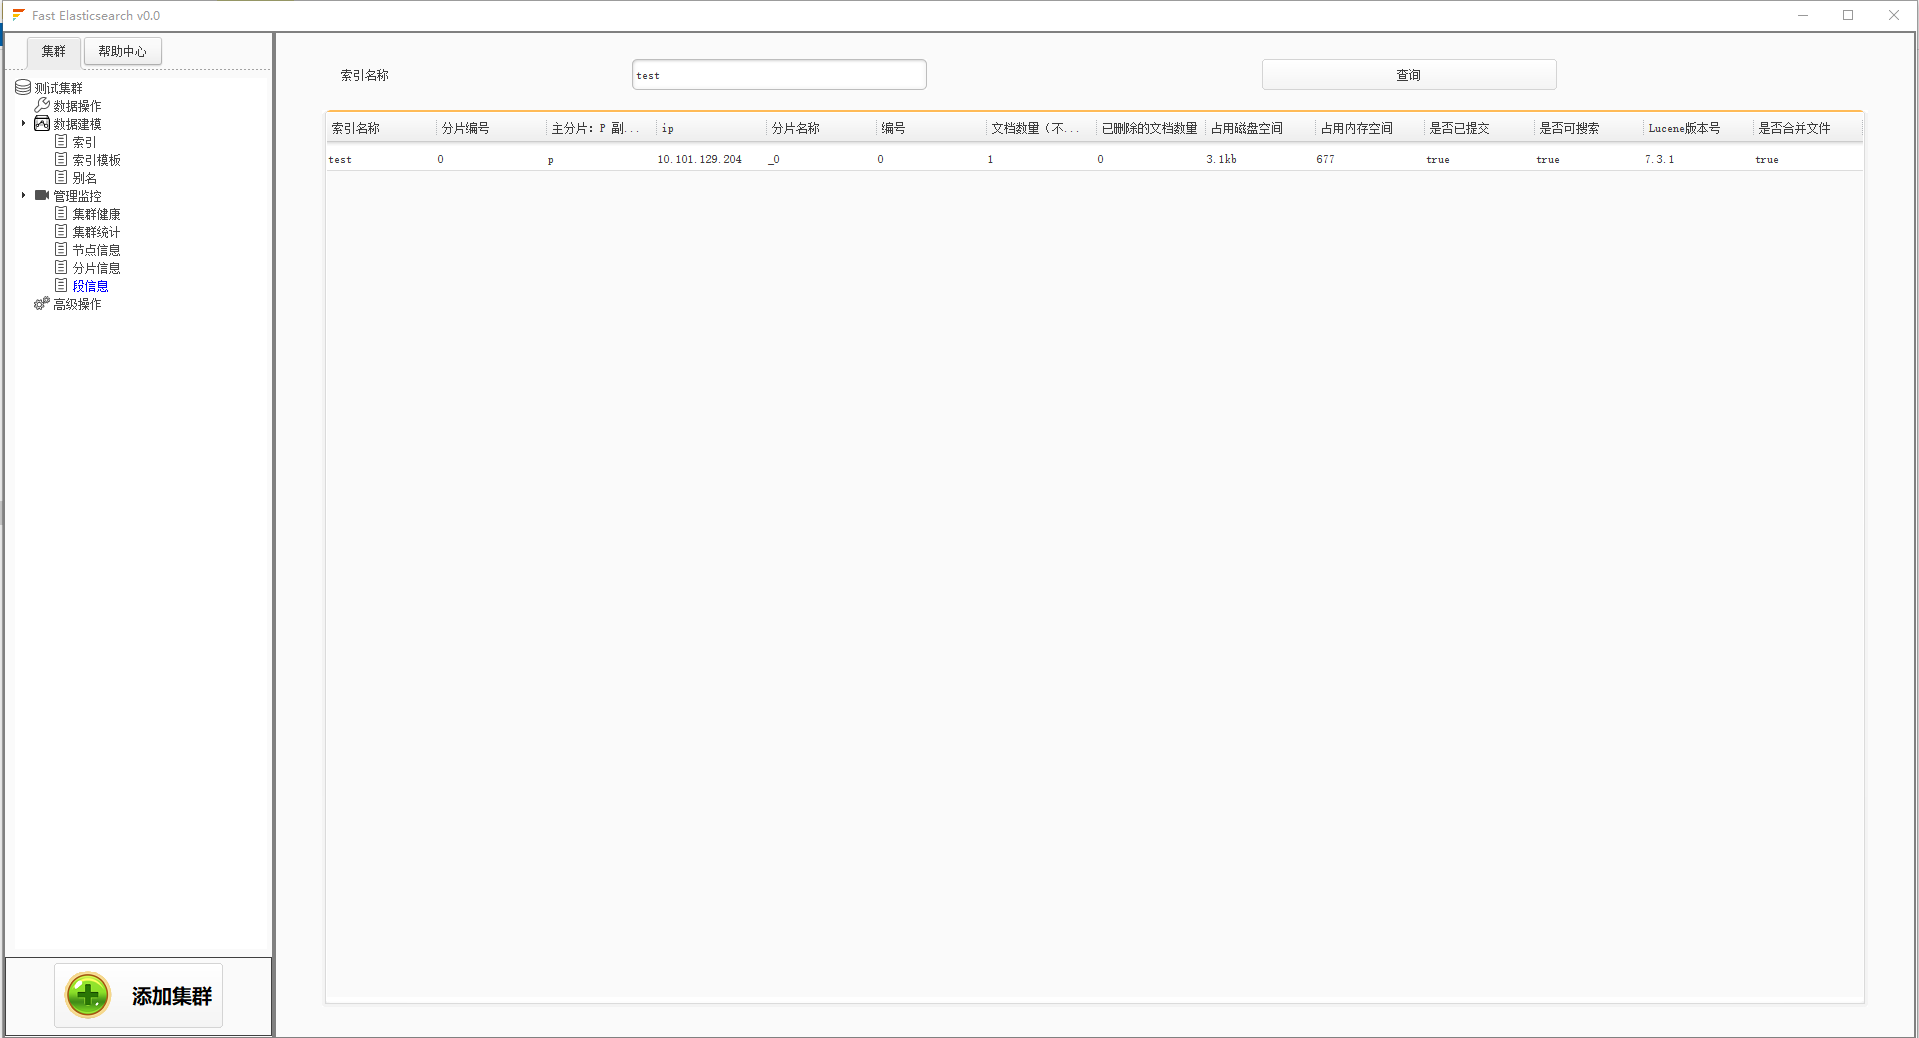 Fast Elasticsearch v0.0
集群 帮助中心
测试集群
数据操作
数据建模
索引
索引模板
别名
管理监控
集群健康
集群统计
节点信息
分片信息
段信息
高级操作
添加集群
索引名称 test 查询
索引名称 分片编号 主分片：P 副... ip 分片名称 编号 文档数量（不... 已删除的文档数量 占用磁盘空间 占用内存空间 是否已提交 是否可搜索 Lucene版本号 是否合并文件
test 0 p 10.101.129.204 _0 0 1 0 3.1kb 677 true true 7.3.1 true